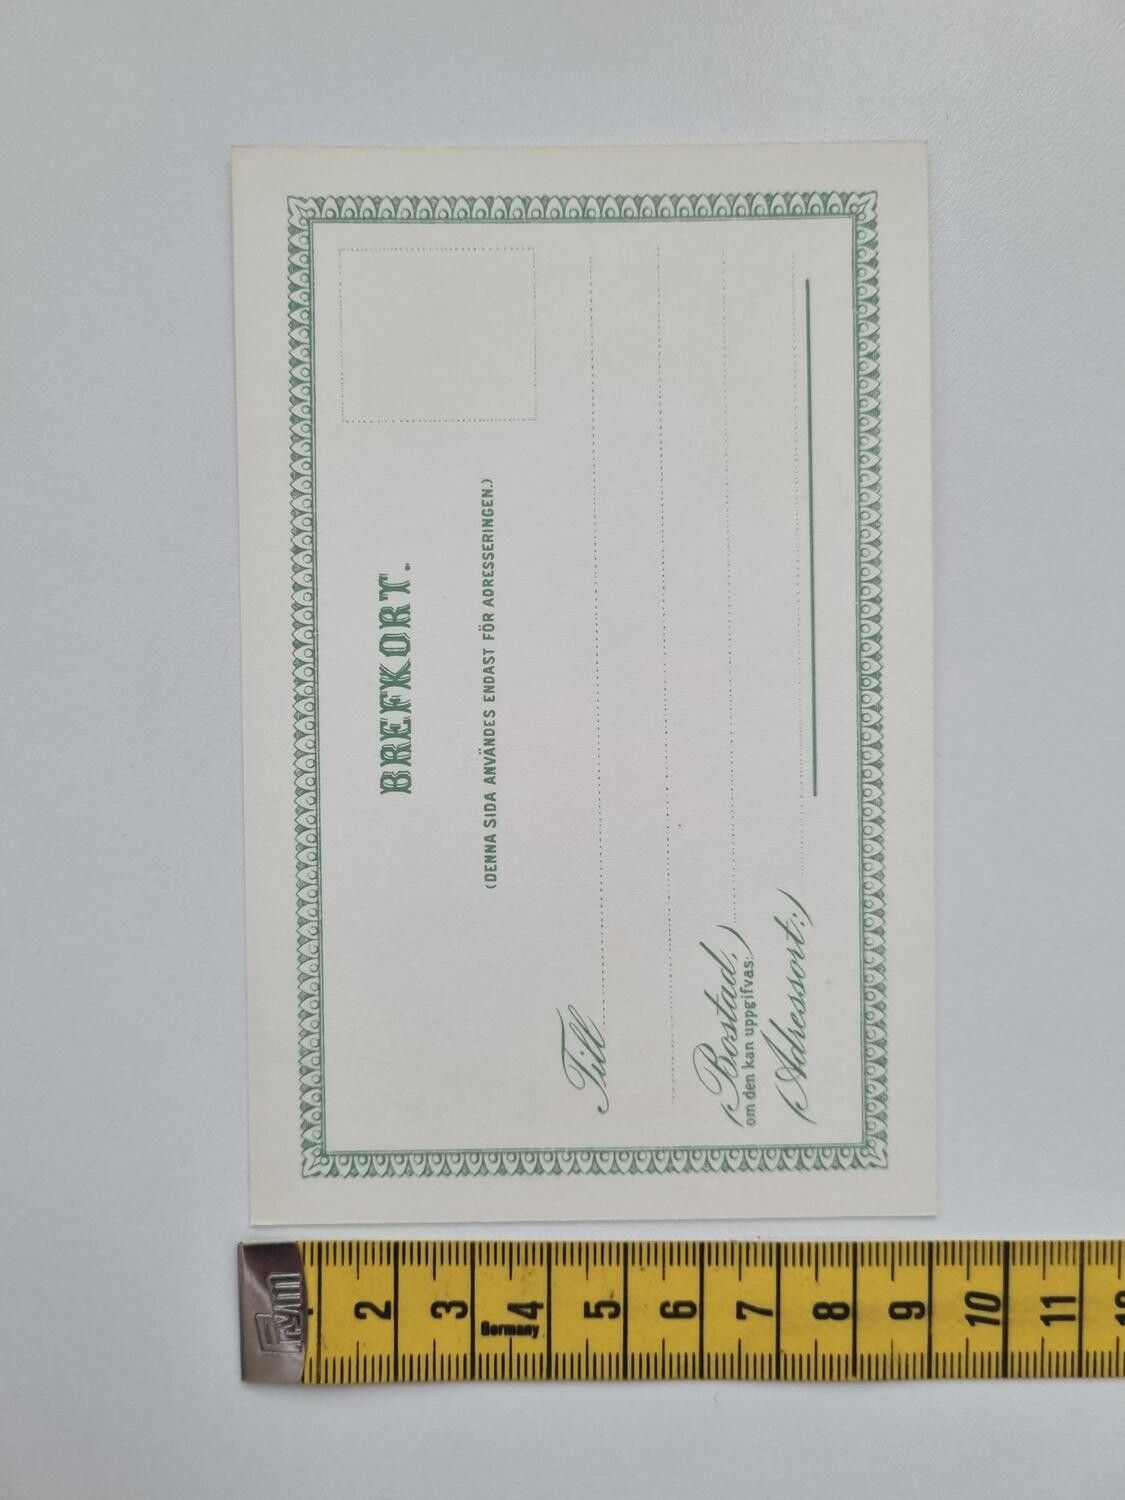 BREFKORT.
(DENNA SIDA ANVÄNDES ENDAST FÖR ADRESSERINGEN.)
Till
(Bostad,)
om den kan uppgifvas:
(Adressort:)
Prym
2 3 4 5 6 7 8 9 10 11
Germany